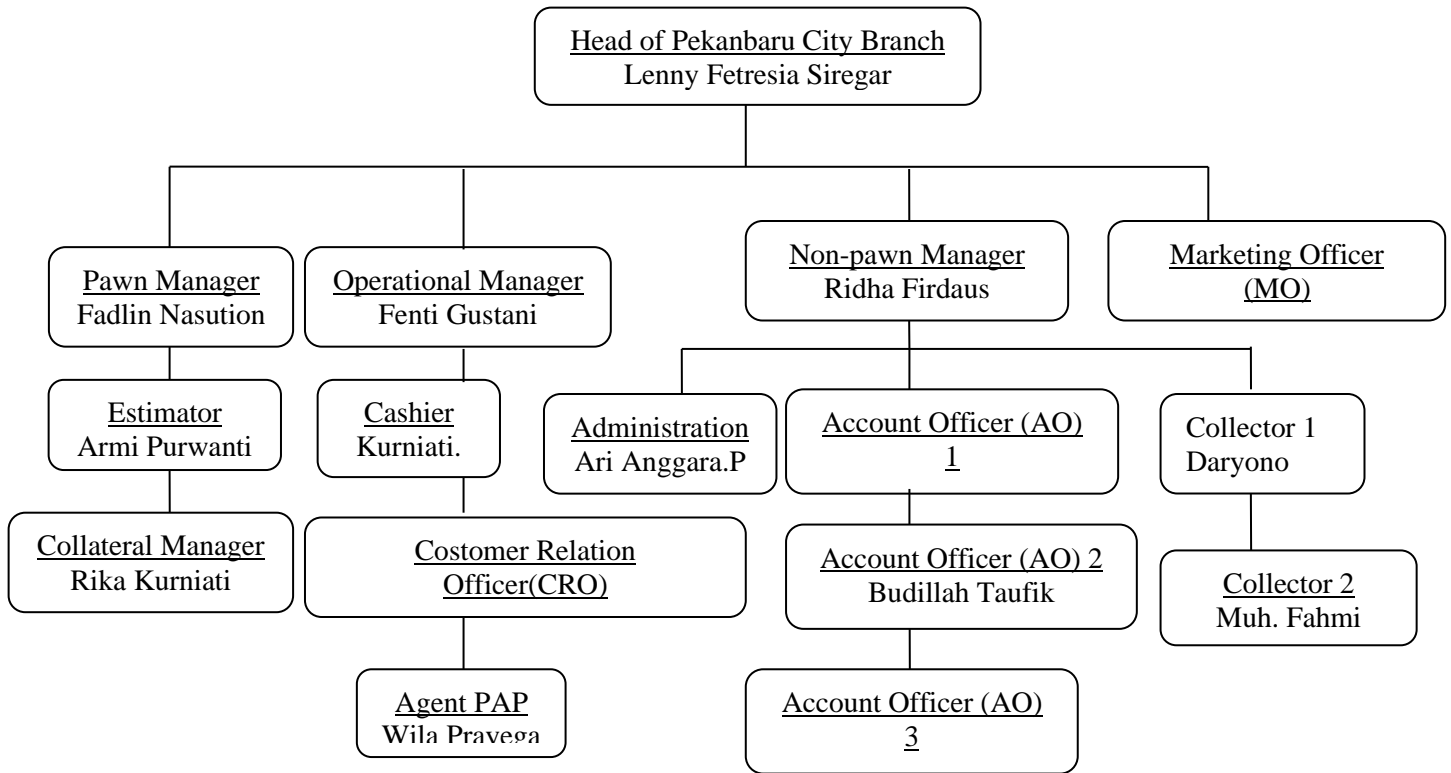 Head of Pekanbaru City Branch
Lenny Fetresia Siregar
Pawn Manager
Fadlin Nasution
Operational Manager
Fenti Gustani
Non-pawn Manager
Ridha Firdaus
Marketing Officer
(MO)
Estimator
Armi Purwanti
Cashier
Kurniati.
Administration
Ari Anggara.P
Account Officer (AO)
1
Collector 1
Daryono
Collateral Manager
Rika Kurniati
Costomer Relation
Officer(CRO)
Account Officer (AO) 2
Budillah Taufik
Collector 2
Muh. Fahmi
Agent PAP
Wila Prayega
Account Officer (AO)
3